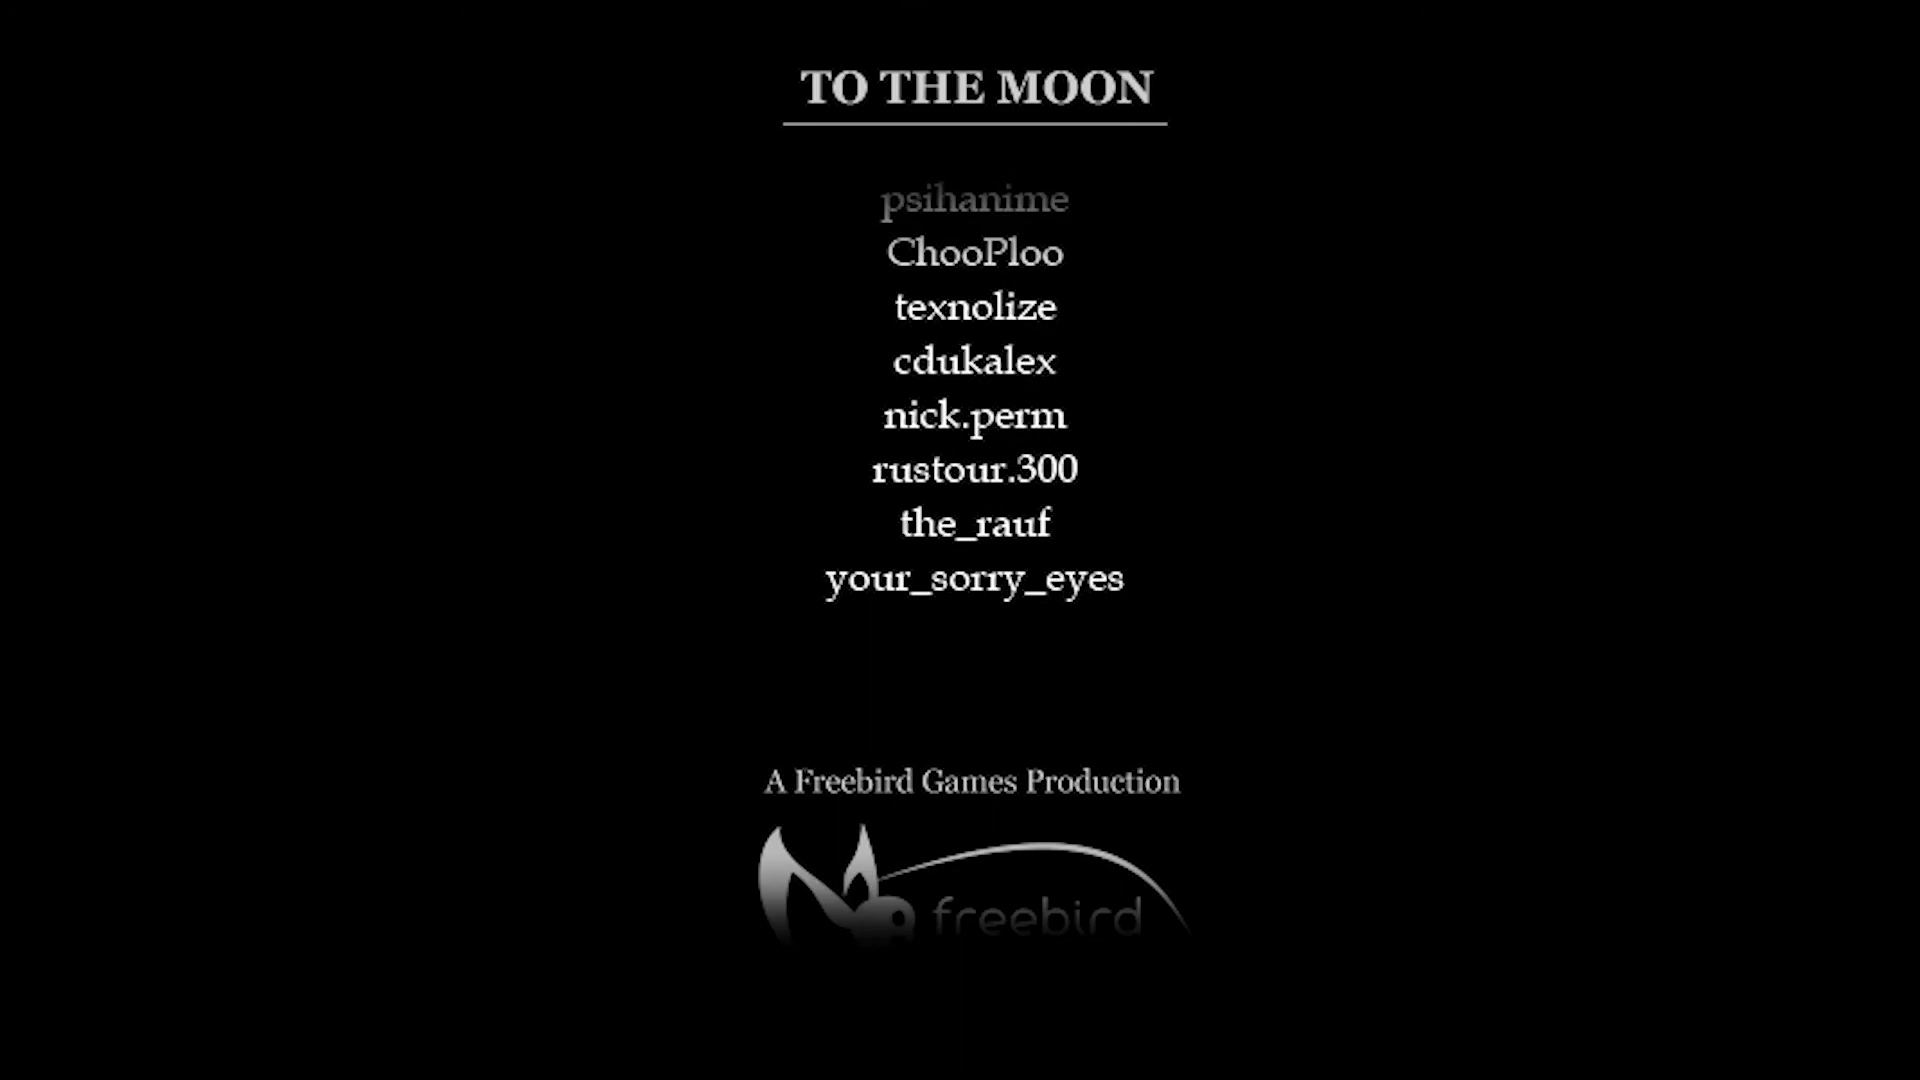 TO THE MOON
psihanime
ChooPloo
texnolize
cdukalex
nick.perm
rustour.300
the_rauf
your_sorry_eyes
A Freebird Games Production
freebird